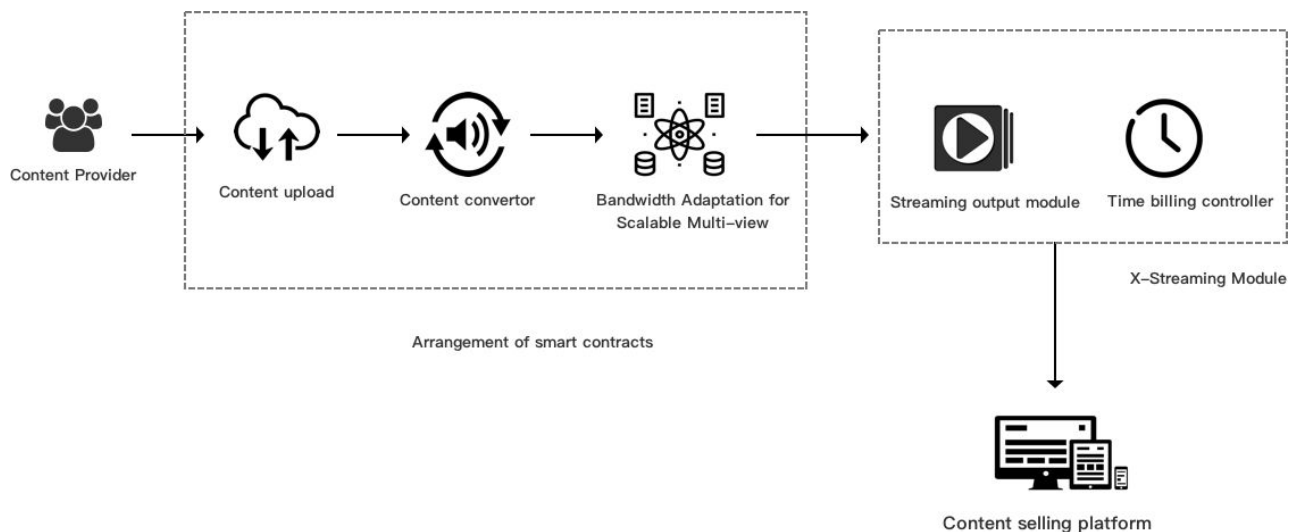 Content Provider
Content upload
Content convertor
Bandwidth Adaptation for
Scalable Multi-view
Streaming output module
Time billing controller
X-Streaming Module
Arrangement of smart contracts
Content selling platform